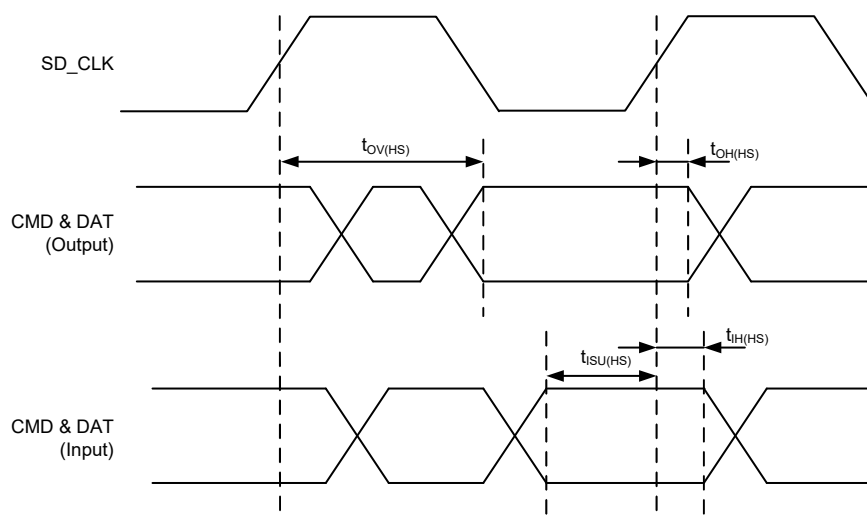 SD_CLK
tOV(HS)
tOH(HS)
CMD & DAT
(Output)
tIH(HS)
tISU(HS)
CMD & DAT
(Input)